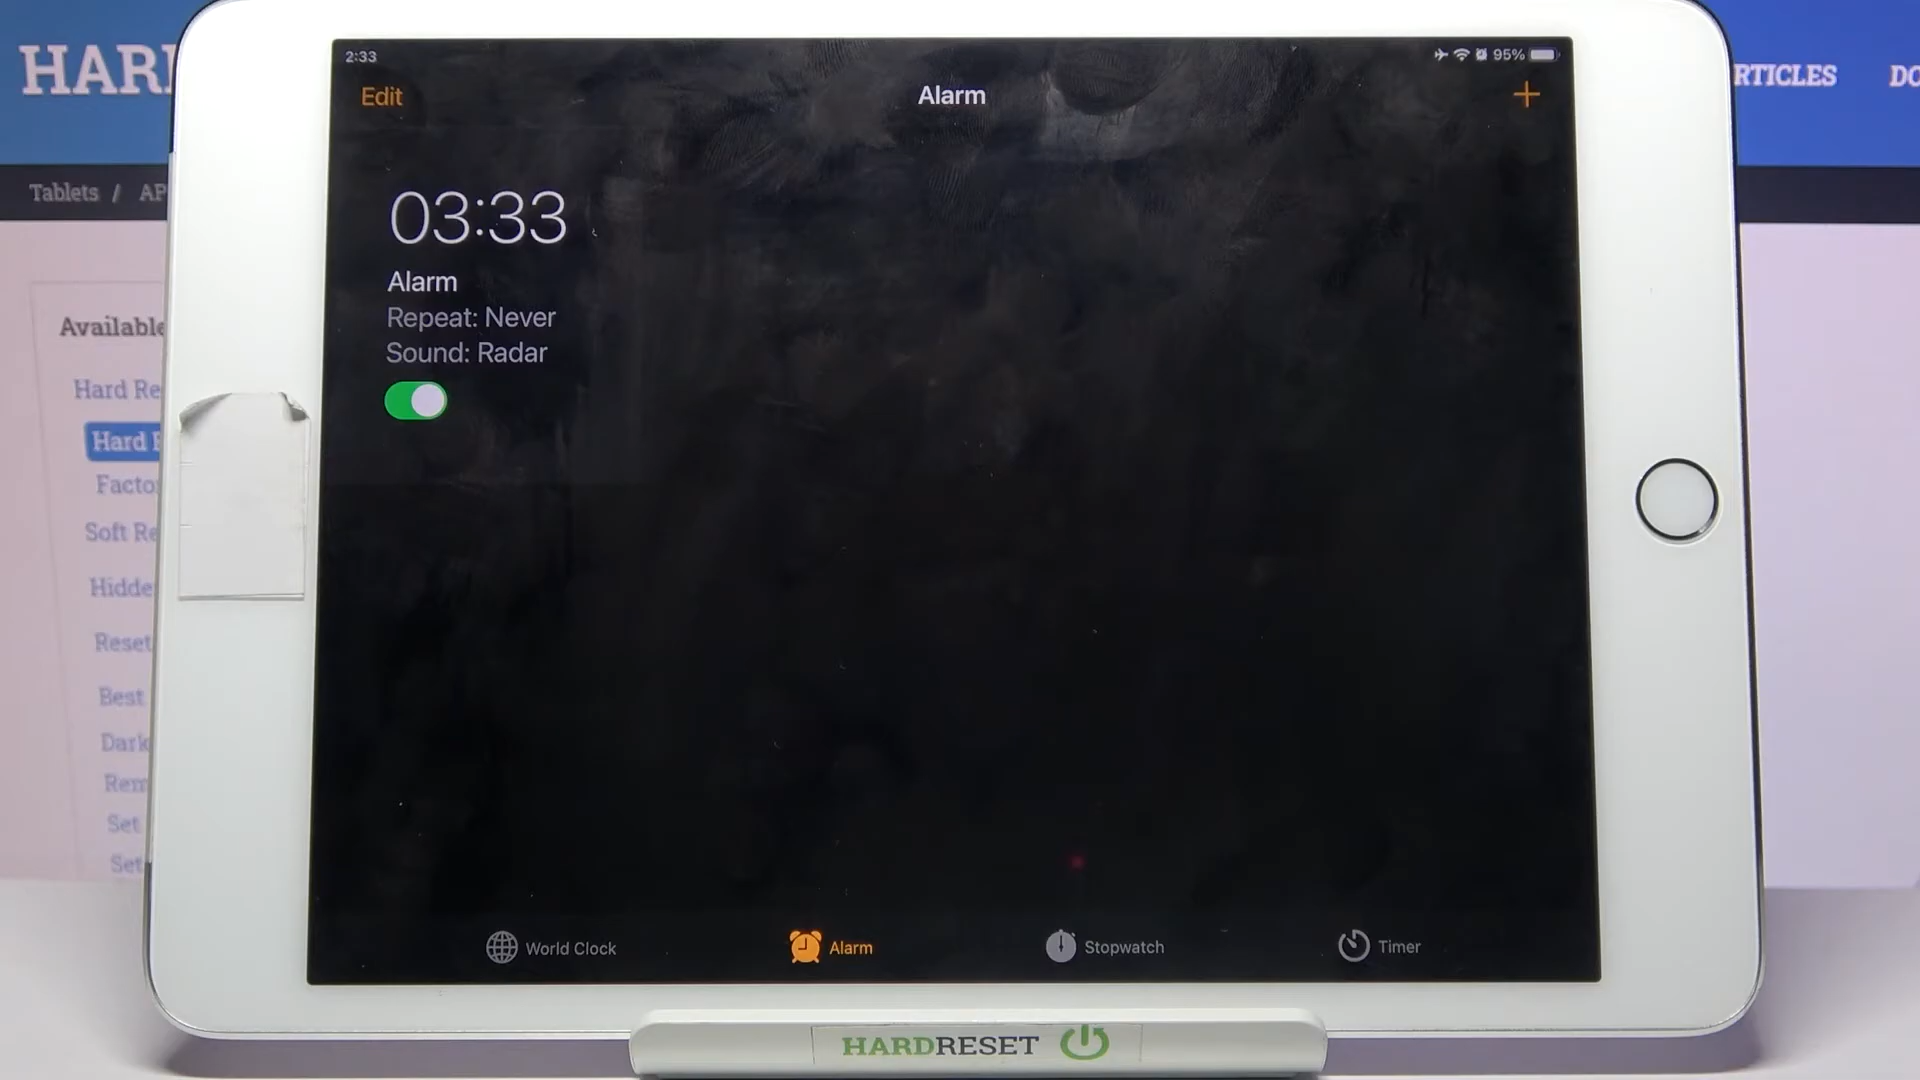 HARD
RTICLES
DO
2:33
95%
Edit
Alarm
+
Tablets / AP
03:33
Alarm
Repeat: Never
Sound: Radar
Available
Hard Re
Hard R
Facto
Soft Re
Hidde
Reset
Best
Dark
Rem
Set
Set
World Clock
Alarm
Stopwatch
Timer
HARDRESET